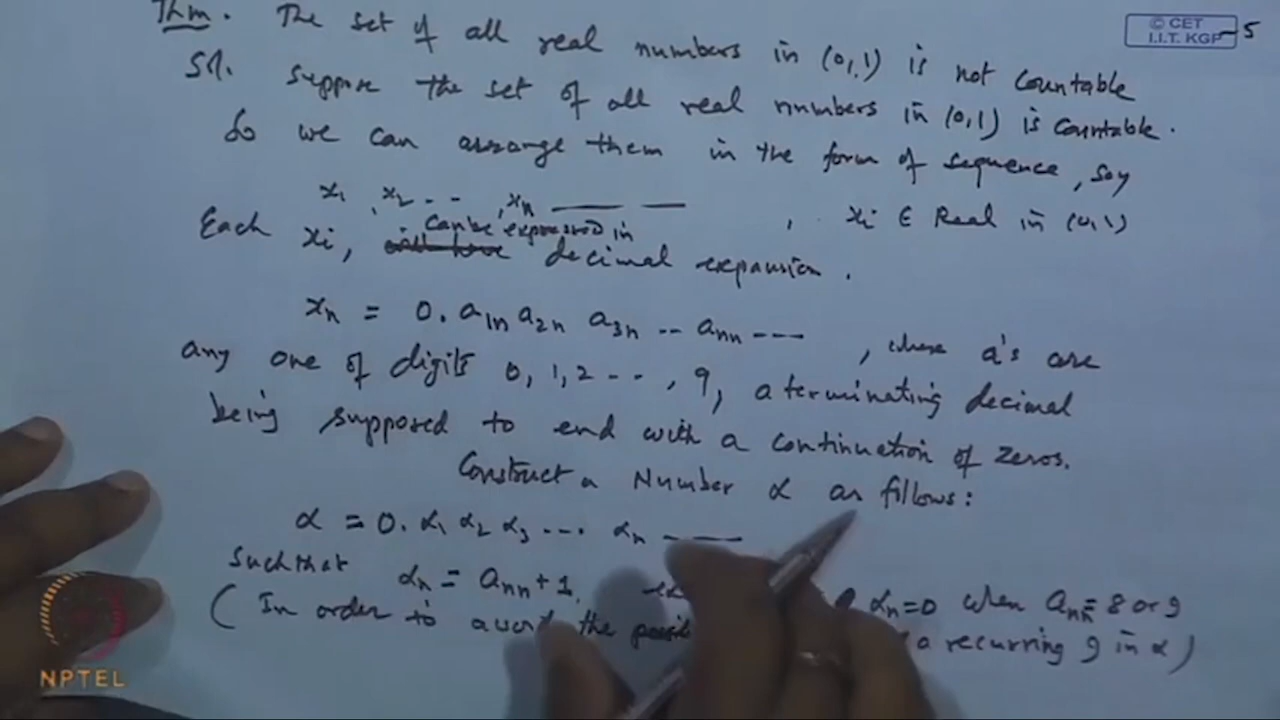 Thm. The set of all real numbers in (0,1) is not countable
© CET
I.I.T. KGP
-5
Sol. Suppose the set of all real numbers in (0,1) is countable.
So we can arrange them in the form of sequence, say
x₁, x₂ - - , xₙ ——— , xᵢ ∈ Real in (0,1)
Each xᵢ, can be expressed in decimal expansion.
xₙ = 0. a₁ₙ a₂ₙ a₃ₙ -- aₙₙ --- , where a's are
any one of digits 0, 1, 2 - - , 9, a terminating decimal
being supposed to end with a continuation of zeros.
Construct a Number α as follows:
α = 0. α₁ α₂ α₃ .... αₙ ———
Such that αₙ = aₙₙ + 1, αₙ = 0 when aₙₙ = 8 or 9
( In order to avoid the a recurring 9 in α )
NPTEL